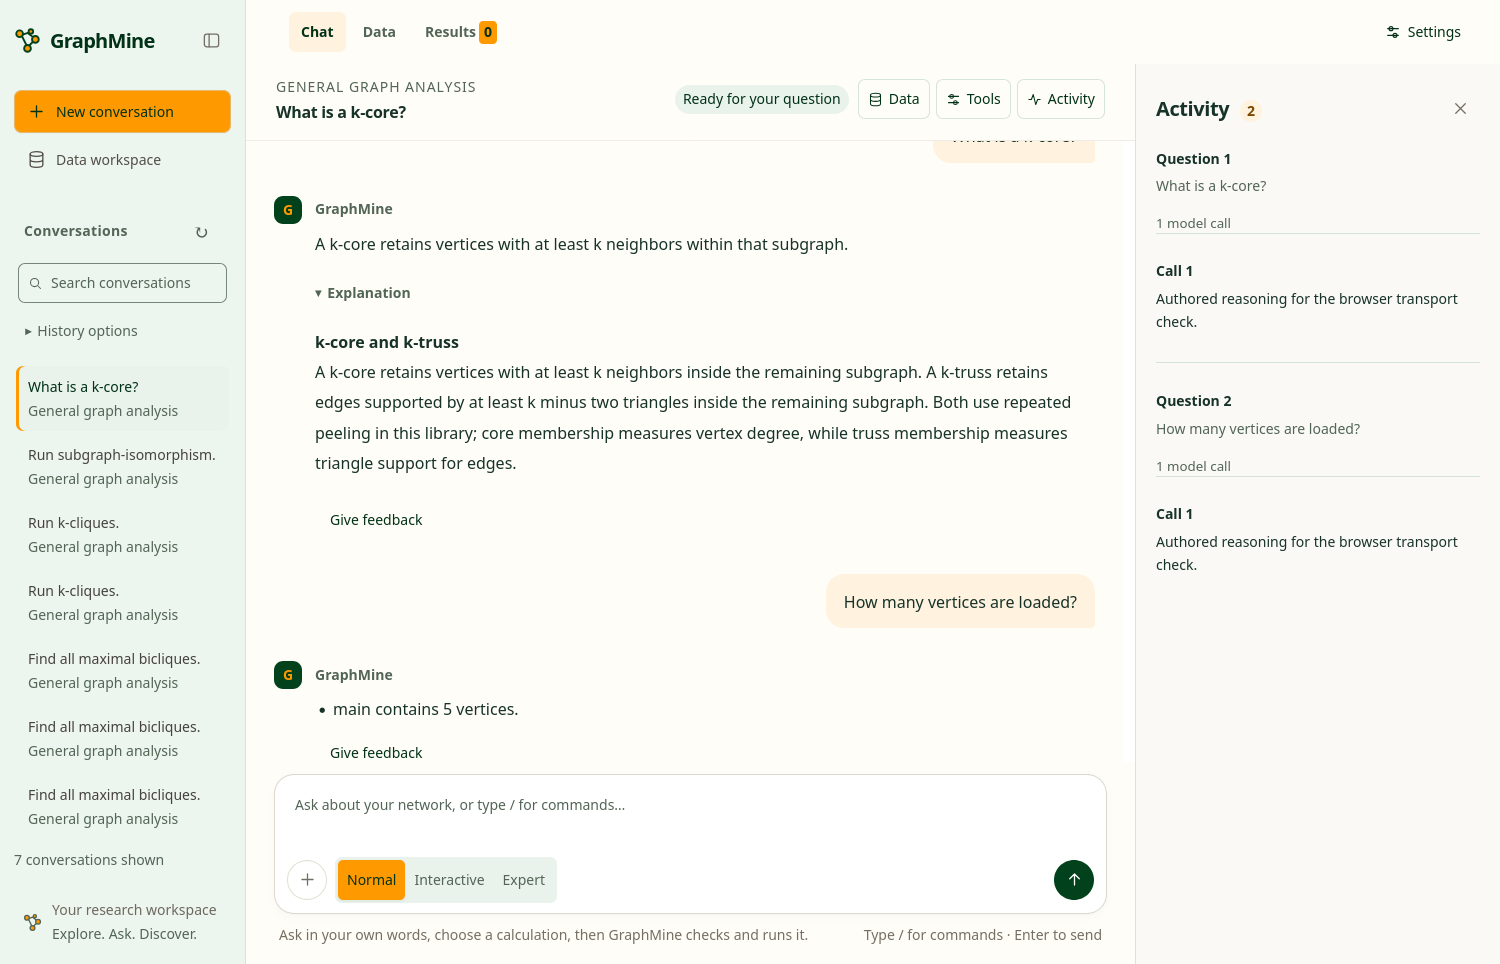 GraphMine
New conversation
Data workspace
Conversations
Search conversations
▸ History options
What is a k-core?
General graph analysis
Run subgraph-isomorphism.
General graph analysis
Run k-cliques.
General graph analysis
Run k-cliques.
General graph analysis
Find all maximal bicliques.
General graph analysis
Find all maximal bicliques.
General graph analysis
Find all maximal bicliques.
General graph analysis
7 conversations shown
Your research workspace
Explore. Ask. Discover.
Chat Data Results 0
Settings
GENERAL GRAPH ANALYSIS
What is a k-core?
Ready for your question Data Tools Activity
G GraphMine
A k-core retains vertices with at least k neighbors within that subgraph.
▾ Explanation
k-core and k-truss
A k-core retains vertices with at least k neighbors inside the remaining subgraph. A k-truss retains
edges supported by at least k minus two triangles inside the remaining subgraph. Both use repeated
peeling in this library; core membership measures vertex degree, while truss membership measures
triangle support for edges.
Give feedback
How many vertices are loaded?
G GraphMine
• main contains 5 vertices.
Give feedback
Ask about your network, or type / for commands...
Normal Interactive Expert
Ask in your own words, choose a calculation, then GraphMine checks and runs it.
Type / for commands · Enter to send
Activity 2
Question 1
What is a k-core?
1 model call
Call 1
Authored reasoning for the browser transport
check.
Question 2
How many vertices are loaded?
1 model call
Call 1
Authored reasoning for the browser transport
check.